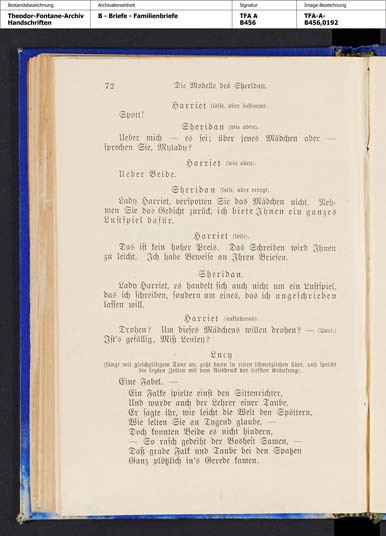 Bestandsbezeichnung Archivalieneinheit Signatur Image-Bezeichnung
Theodor-Fontane-Archiv B - Briefe - Familienbriefe TFA A TFA-A-
Handschriften B456 B456,0192
72 Die Modelle des Sheridan.
Harriet (leise, aber bestimmt).
Spott!
Sheridan (wie oben).
Ueber mich — es sei; über jenes Mädchen aber —
sprechen Sie, Mylady?
Harriet (wie oben).
Ueber Beide.
Sheridan (leise, aber erregt).
Lady Harriet, verspotten Sie das Mädchen nicht. Neh-
men Sie das Gedicht zurück, ich biete Ihnen ein ganzes
Lustspiel dafür.
Harriet (leise).
Das ist kein hoher Preis. Das Schreiben wird Ihnen
zu leicht. Ich habe Beweise an Ihren Briefen.
Sheridan.
Lady Harriet, es handelt sich auch nicht um ein Lustspiel,
das ich schreiben, sondern um eines, das ich ungeschrieben
lassen will.
Harriet (auffahrend).
Drohen? Um dieses Mädchens willen drohen? — (Laut.)
Ist's gefällig, Miß Lenley?
Lucy
(fängt mit gleichgiltigem Tone an, geht dann in einen schmerzlichen über, und spricht
die letzten Zeilen mit dem Ausdruck der tiefsten Kränkung).
Eine Fabel. —
Ein Falke spielte einst den Sittenrichter,
Und wurde auch der Lehrer einer Taube.
Er sagte ihr, wie leicht die Welt den Spöttern,
Wie selten Sie an Tugend glaube. —
Doch konnten Beide es nicht hindern,
— So rasch gedeiht der Bosheit Samen, —
Daß grade Falk und Taube bei den Spatzen
Ganz plötzlich in's Gerede kamen.